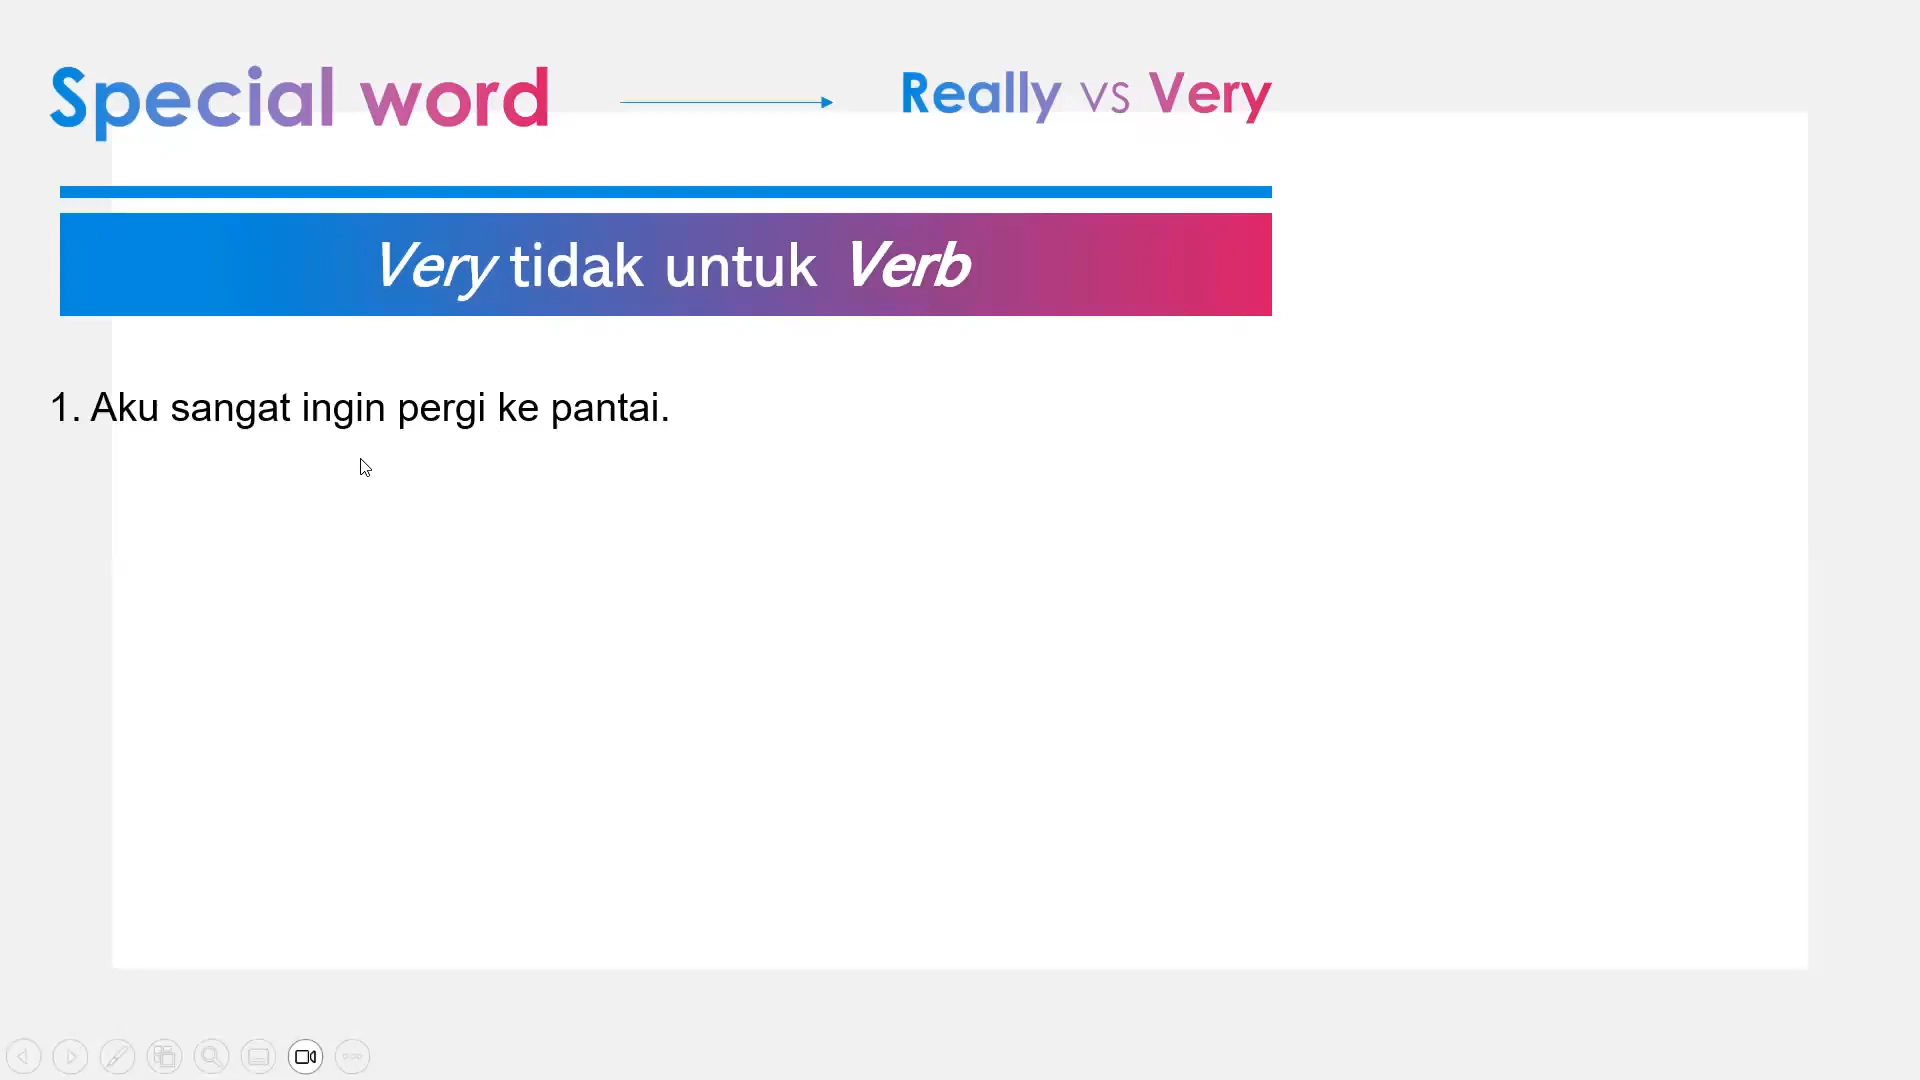 Special word
Really vs Very
Very tidak untuk Verb
1. Aku sangat ingin pergi ke pantai.